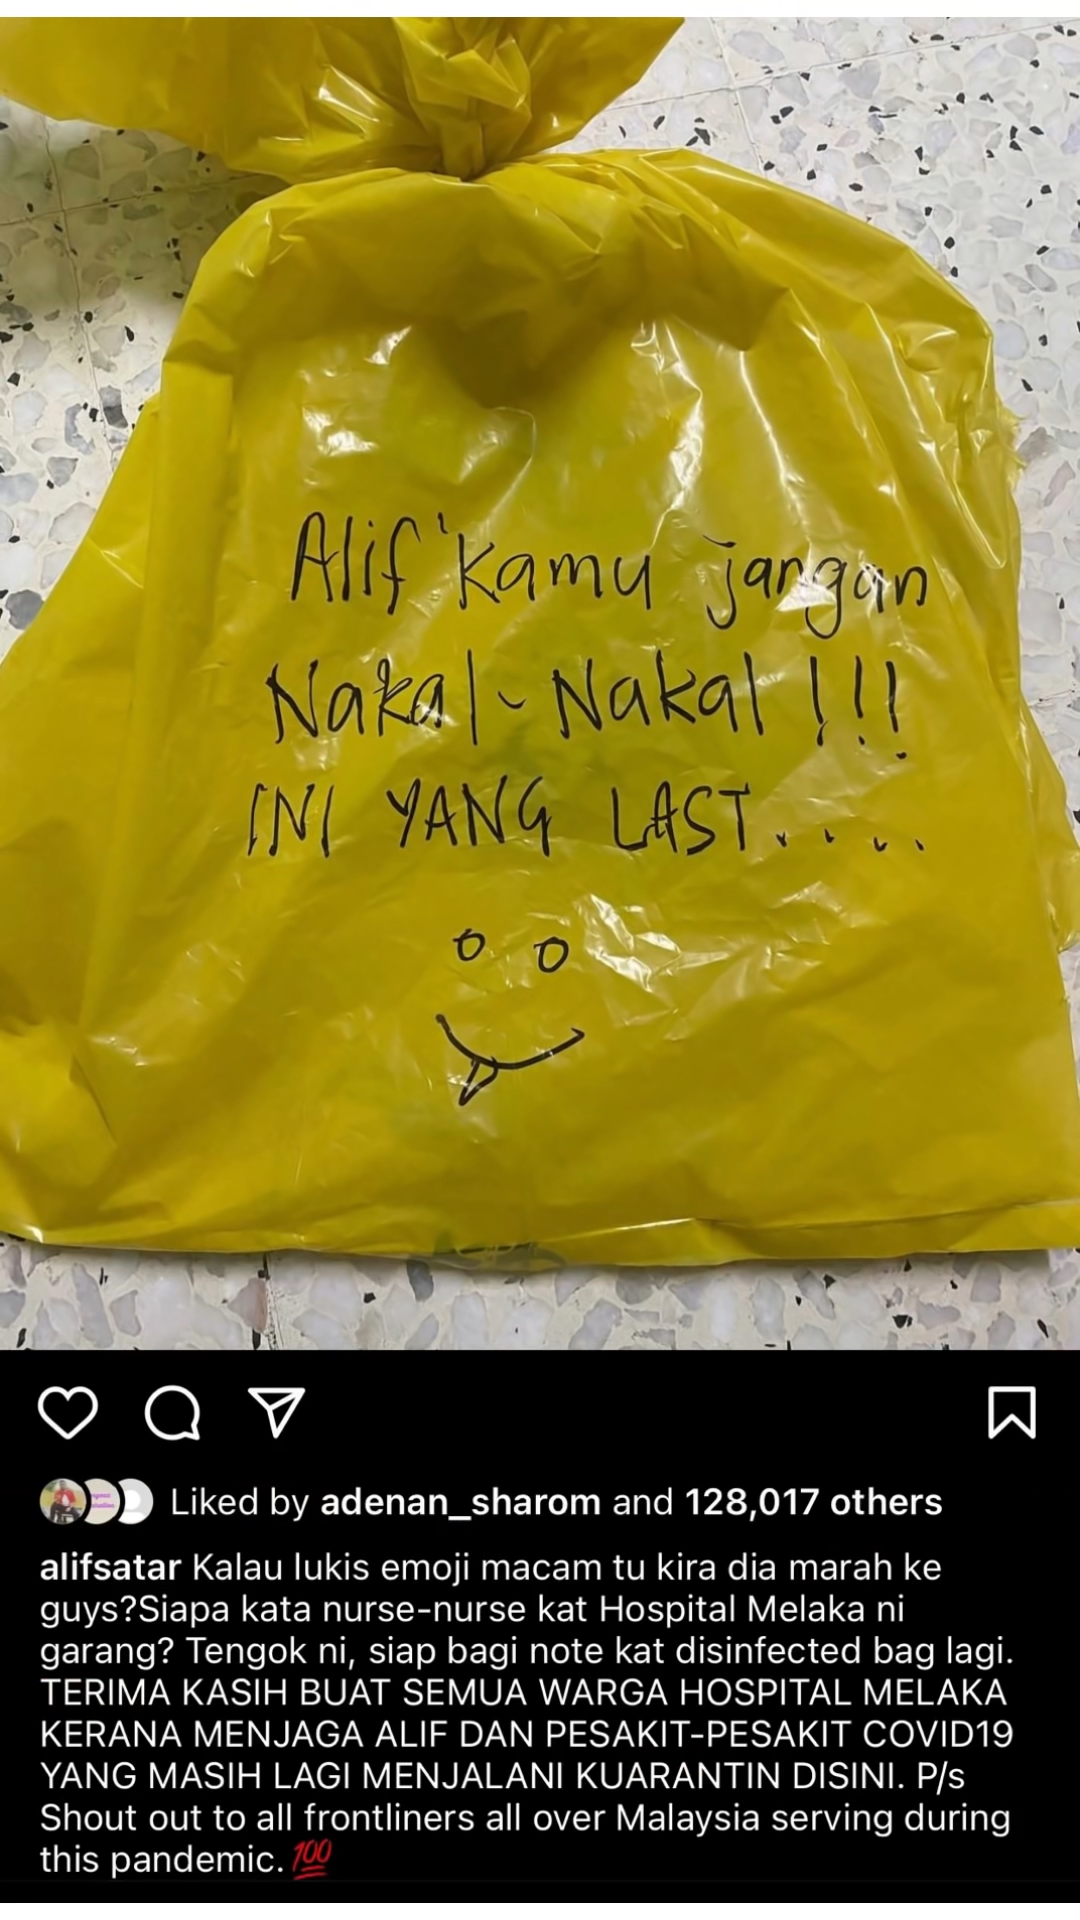 Alif' kamu jangan
Nakal-Nakal !!!
INI YANG LAST.....
Liked by adenan_sharom and 128,017 others
alifsatar Kalau lukis emoji macam tu kira dia marah ke
guys?Siapa kata nurse-nurse kat Hospital Melaka ni
garang? Tengok ni, siap bagi note kat disinfected bag lagi.
TERIMA KASIH BUAT SEMUA WARGA HOSPITAL MELAKA
KERANA MENJAGA ALIF DAN PESAKIT-PESAKIT COVID19
YANG MASIH LAGI MENJALANI KUARANTIN DISINI. P/s
Shout out to all frontliners all over Malaysia serving during
this pandemic. 💯